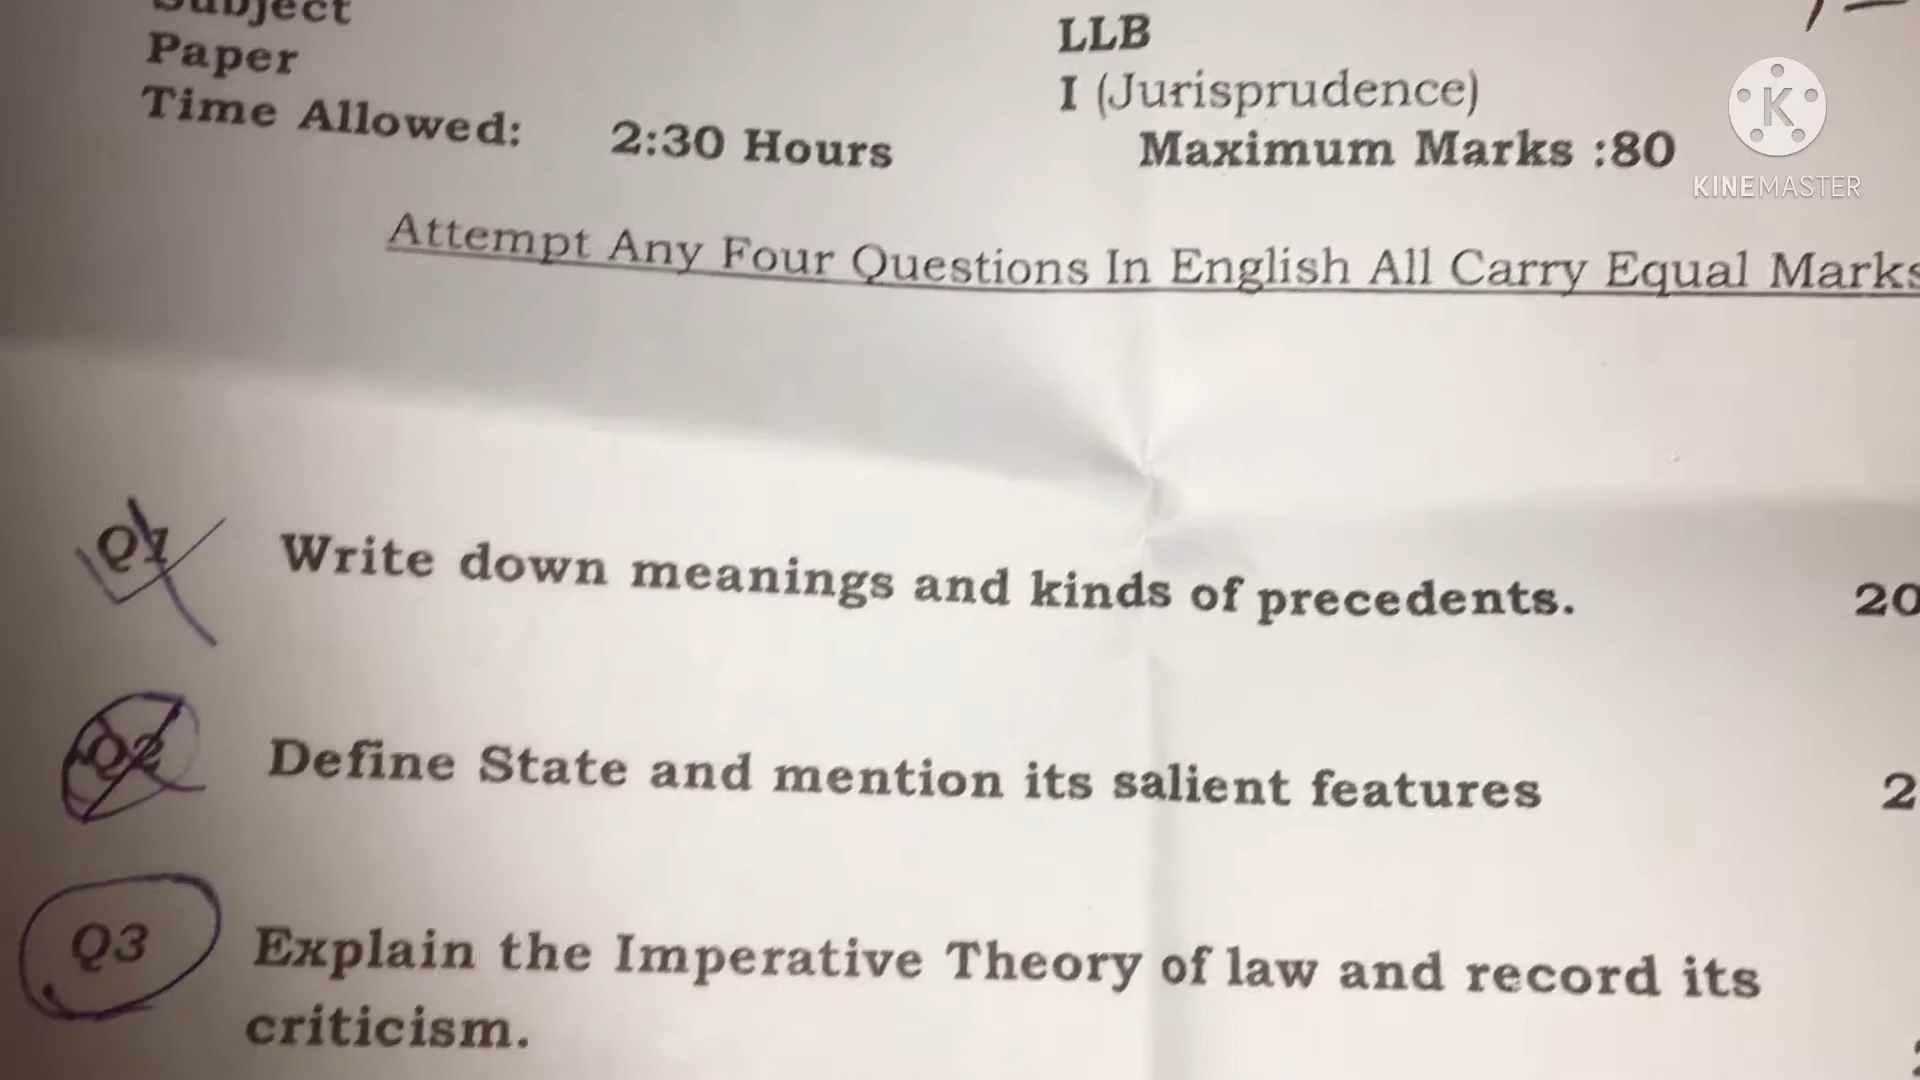 Subject
LLB
Paper
I (Jurisprudence)
Time Allowed: 2:30 Hours Maximum Marks :80
KINEMASTER
Attempt Any Four Questions In English All Carry Equal Marks
Q1 Write down meanings and kinds of precedents. 20
Q2 Define State and mention its salient features 2
Q3 Explain the Imperative Theory of law and record its
criticism.